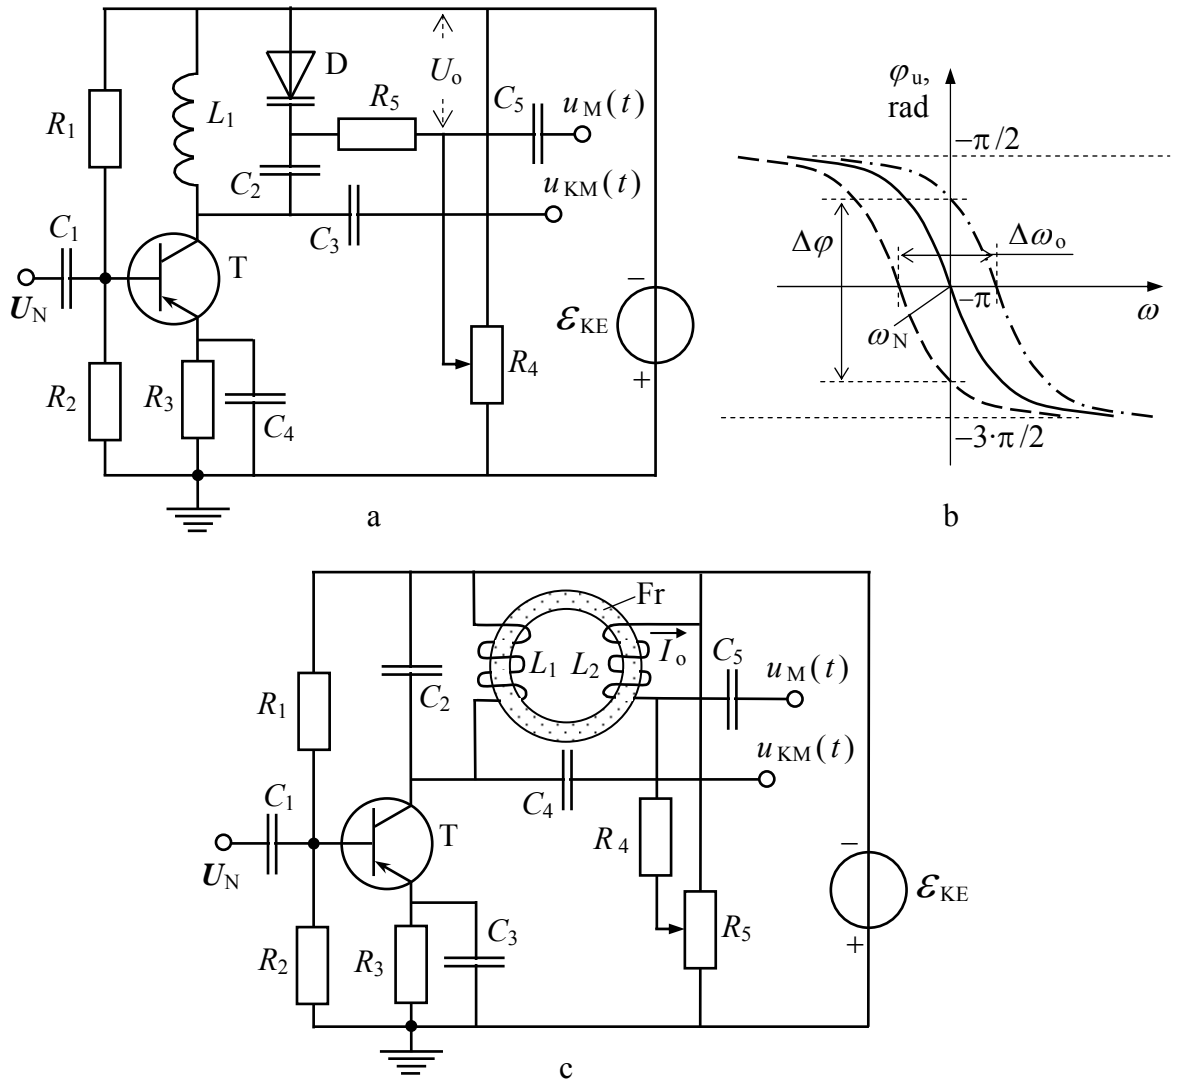 D
U₀
R₅
C₅
u_M(t)
R₁
L₁
C₂
u_KM(t)
C₃
C₁
T
U_N
−
ε_KE
+
R₂
R₃
C₄
R₄
a
φ_u,
rad
−π/2
Δφ
Δω₀
−π
ω
ω_N
−3·π/2
b
Fr
L₁
L₂
I₀
C₅
u_M(t)
C₂
R₁
u_KM(t)
C₄
C₁
T
R₄
U_N
−
ε_KE
+
R₂
R₃
C₃
R₅
c